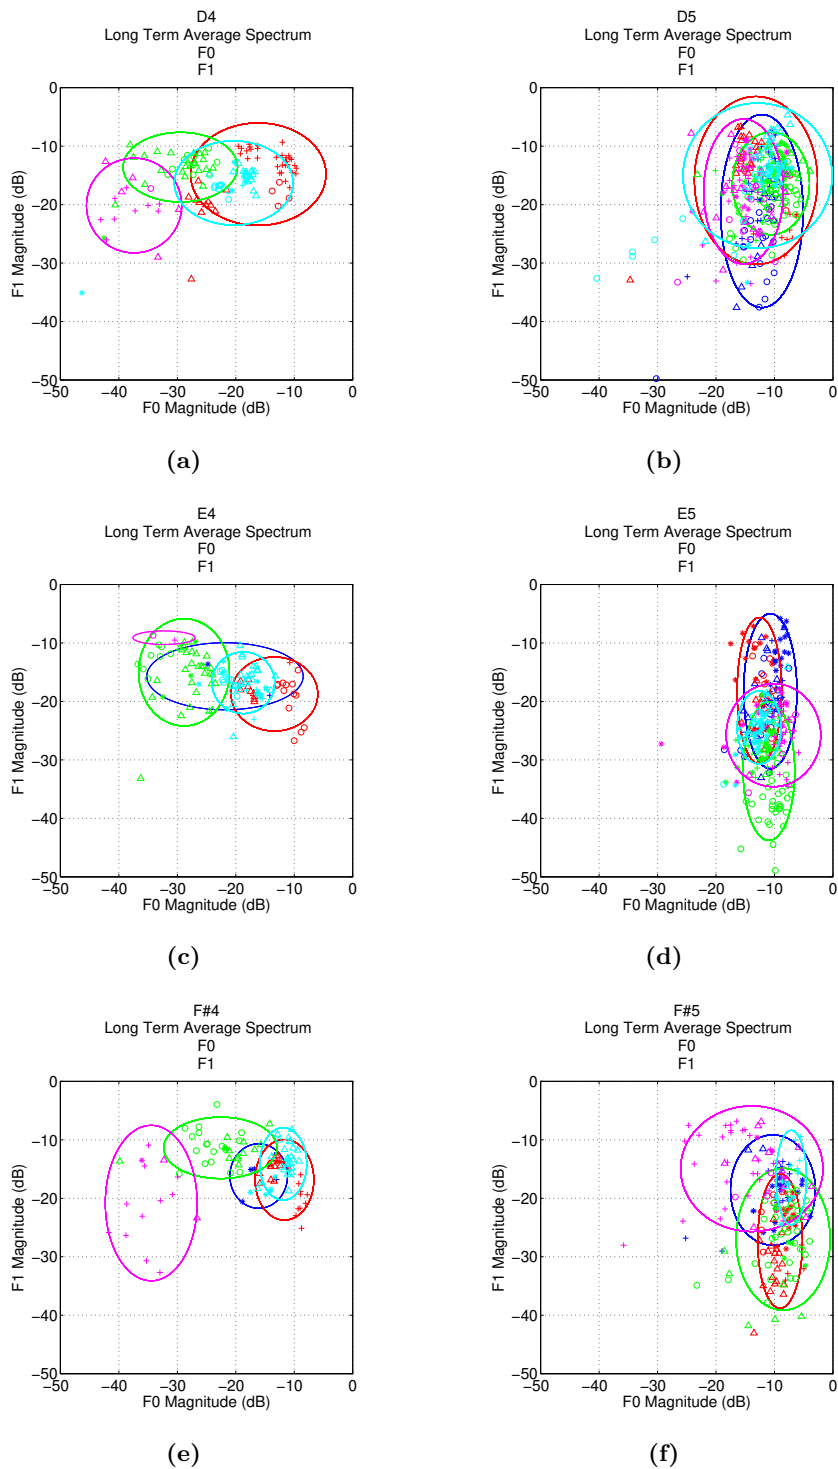 D4
Long Term Average Spectrum
F0
F1
0
−10
−20
−30
−40
−50
F1 Magnitude (dB)
−50 −40 −30 −20 −10 0
F0 Magnitude (dB)
(a)
D5
Long Term Average Spectrum
F0
F1
0
−10
−20
−30
−40
−50
F1 Magnitude (dB)
−50 −40 −30 −20 −10 0
F0 Magnitude (dB)
(b)
E4
Long Term Average Spectrum
F0
F1
0
−10
−20
−30
−40
−50
F1 Magnitude (dB)
−50 −40 −30 −20 −10 0
F0 Magnitude (dB)
(c)
E5
Long Term Average Spectrum
F0
F1
0
−10
−20
−30
−40
−50
F1 Magnitude (dB)
−50 −40 −30 −20 −10 0
F0 Magnitude (dB)
(d)
F#4
Long Term Average Spectrum
F0
F1
0
−10
−20
−30
−40
−50
F1 Magnitude (dB)
−50 −40 −30 −20 −10 0
F0 Magnitude (dB)
(e)
F#5
Long Term Average Spectrum
F0
F1
0
−10
−20
−30
−40
−50
F1 Magnitude (dB)
−50 −40 −30 −20 −10 0
F0 Magnitude (dB)
(f)